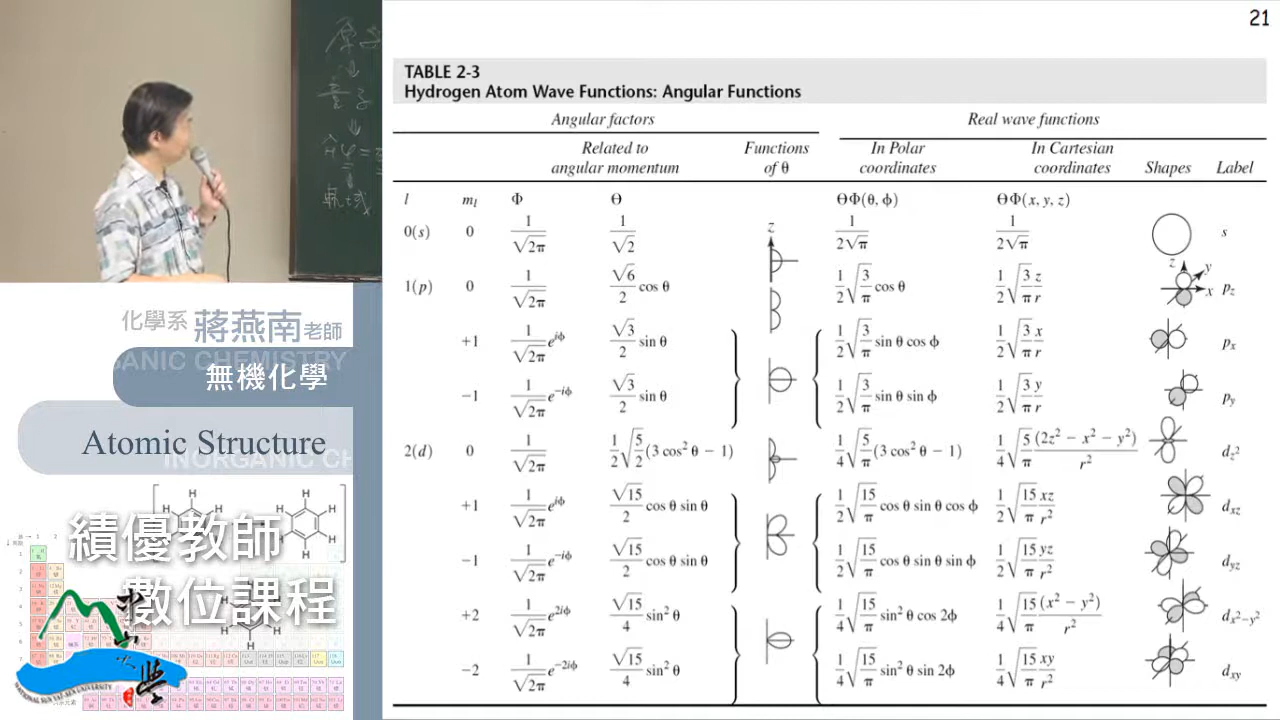 21
TABLE 2-3
Hydrogen Atom Wave Functions: Angular Functions
Angular factors Real wave functions
Related to angular momentum Functions of θ In Polar coordinates In Cartesian coordinates Shapes Label
l m_l Φ Θ ΘΦ(θ, ϕ) ΘΦ(x, y, z)
0(s) 0 1/√2π 1/√2 z 1/2√π 1/2√π s
1(p) 0 1/√2π √6/2 cos θ 1/2 √3/π cos θ 1/2 √3/π z/r z y x p_z
+1 1/√2π e^iϕ √3/2 sin θ 1/2 √3/π sin θ cos ϕ 1/2 √3/π x/r p_x
−1 1/√2π e^−iϕ √3/2 sin θ 1/2 √3/π sin θ sin ϕ 1/2 √3/π y/r p_y
2(d) 0 1/√2π 1/2 √5/2 (3 cos² θ − 1) 1/4 √5/π (3 cos² θ − 1) 1/4 √5/π (2z² − x² − y²)/r² d_z²
+1 1/√2π e^iϕ √15/2 cos θ sin θ 1/2 √15/π cos θ sin θ cos ϕ 1/2 √15/π xz/r² d_xz
−1 1/√2π e^−iϕ √15/2 cos θ sin θ 1/2 √15/π cos θ sin θ sin ϕ 1/2 √15/π yz/r² d_yz
+2 1/√2π e^2iϕ √15/4 sin² θ 1/4 √15/π sin² θ cos 2ϕ 1/4 √15/π (x² − y²)/r² d_x²−y²
−2 1/√2π e^−2iϕ √15/4 sin² θ 1/4 √15/π sin² θ sin 2ϕ 1/4 √15/π xy/r² d_xy
化學系 蔣燕南 老師
無機化學
Atomic Structure
績優教師
數位課程